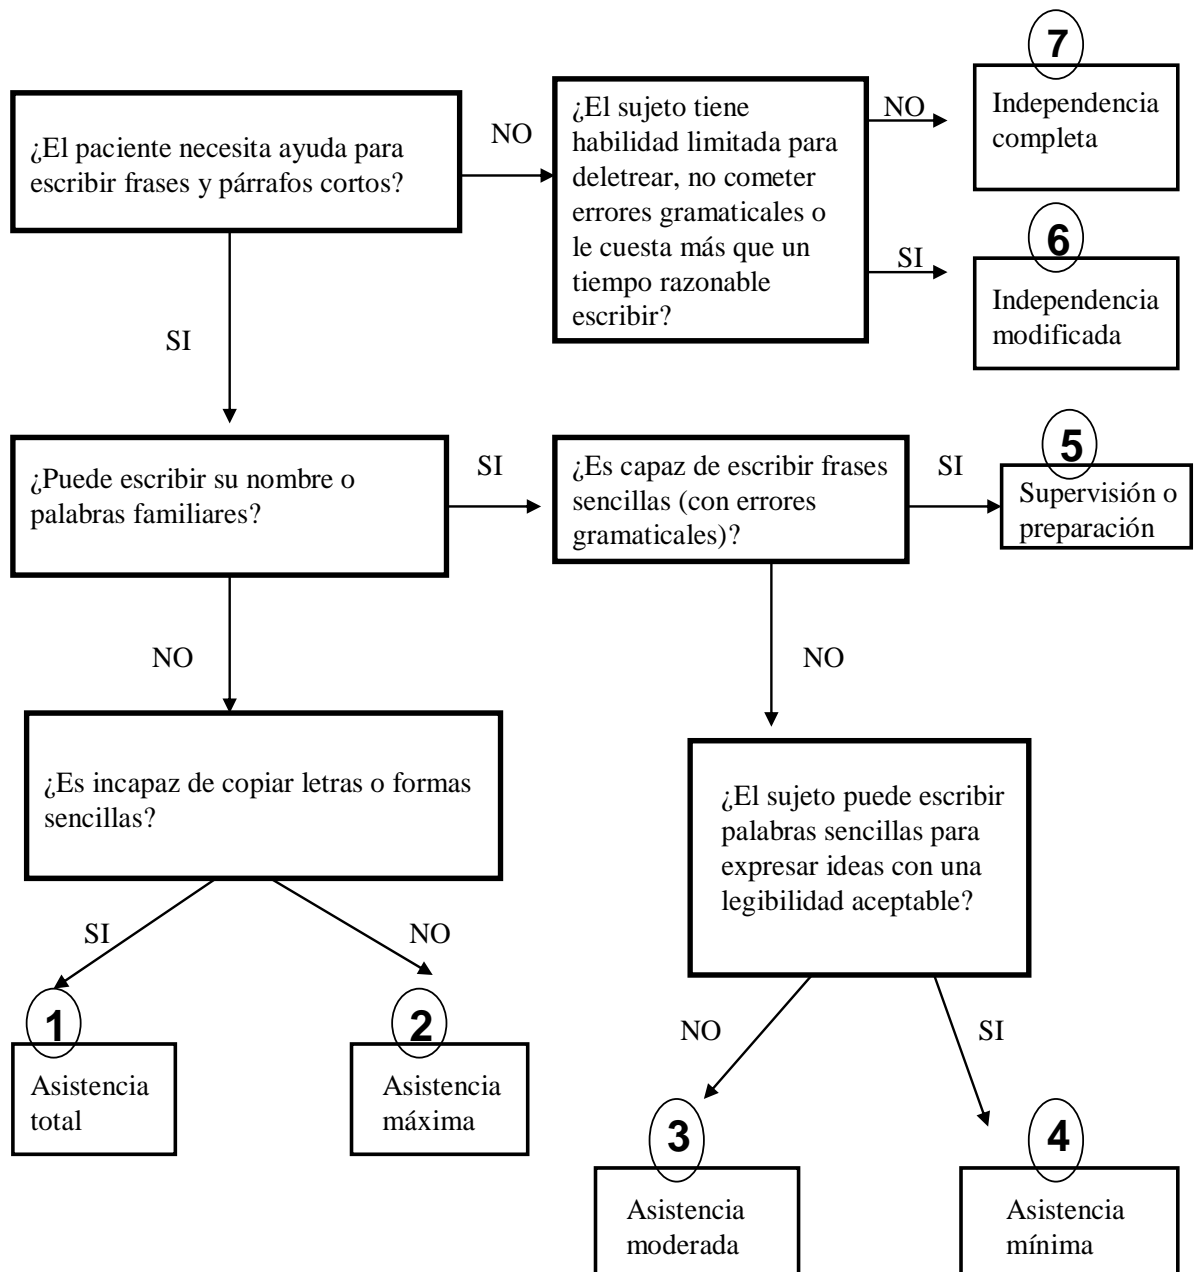 7
¿El paciente necesita ayuda para
escribir frases y párrafos cortos?
NO
¿El sujeto tiene
habilidad limitada para
deletrear, no cometer
errores gramaticales o
le cuesta más que un
tiempo razonable
escribir?
NO
Independencia
completa
SI
6
Independencia
modificada
SI
¿Puede escribir su nombre o
palabras familiares?
SI
¿Es capaz de escribir frases
sencillas (con errores
gramaticales)?
SI
5
Supervisión o
preparación
NO
NO
¿Es incapaz de copiar letras o formas
sencillas?
¿El sujeto puede escribir
palabras sencillas para
expresar ideas con una
legibilidad aceptable?
SI
NO
1
Asistencia
total
2
Asistencia
máxima
NO
SI
3
Asistencia
moderada
4
Asistencia
mínima